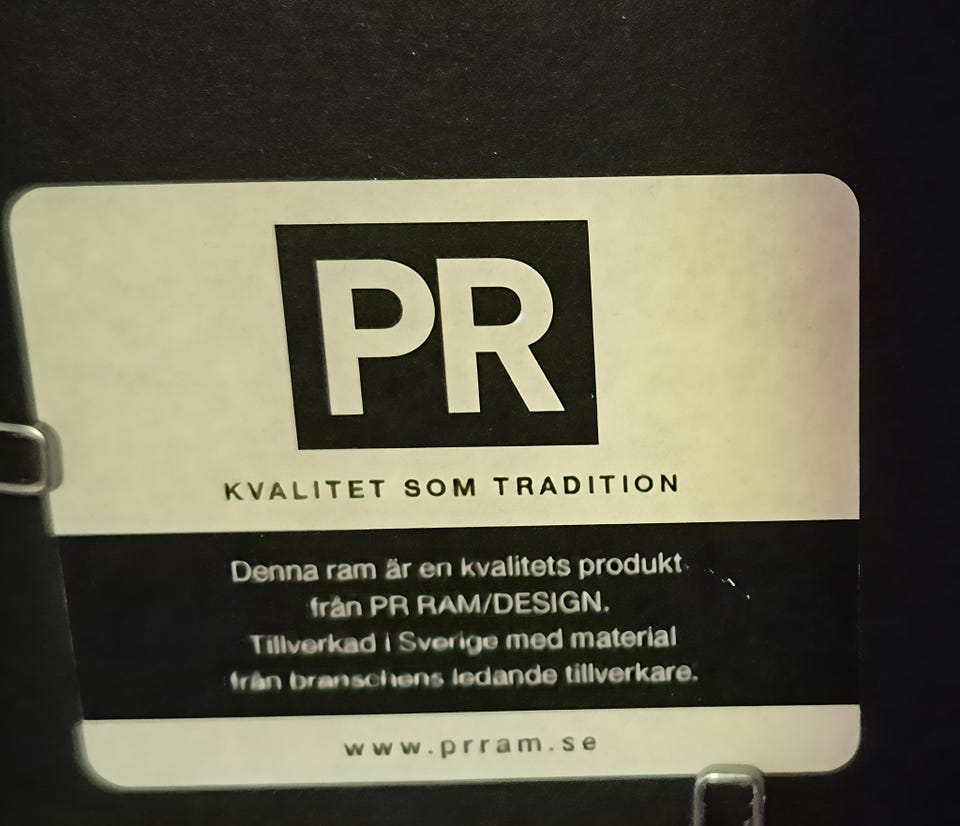 PR
KVALITET SOM TRADITION
Denna ram är en kvalitets produkt
från PR RAM/DESIGN.
Tillverkad i Sverige med material
från branschens ledande tillverkare.
www.prram.se